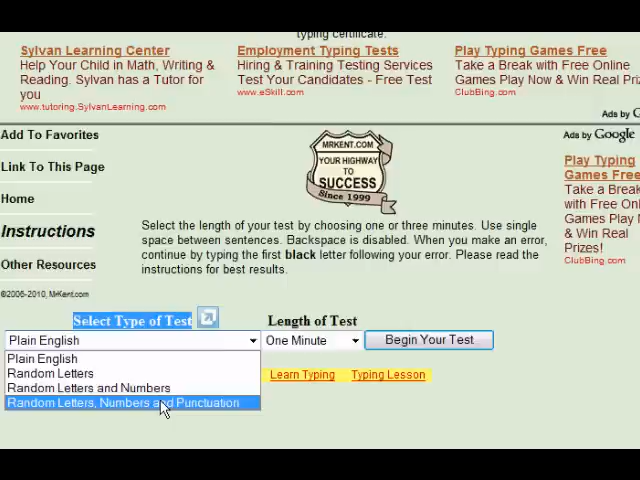 typing certificate.
Sylvan Learning Center
Help Your Child in Math, Writing &
Reading. Sylvan has a Tutor for
you
www.tutoring.SylvanLearning.com
Employment Typing Tests
Hiring & Training Testing Services
Test Your Candidates - Free Test
www.eSkill.com
Play Typing Games Free
Take a Break with Free Online
Games Play Now & Win Real Priz
ClubBing.com
Ads by G
Add To Favorites
Link To This Page
Home
Instructions
Other Resources
©2006-2010, MrKent.com
MRKENT.COM
YOUR HIGHWAY
TO
SUCCESS
Since 1999
Ads by Google
Play Typing
Games Free
Take a Break
with Free Online
Games Play Now
& Win Real
Prizes!
ClubBing.com
Select the length of your test by choosing one or three minutes. Use single
space between sentences. Backspace is disabled. When you make an error,
continue by typing the first black letter following your error. Please read the
instructions for best results.
Select Type of Test
Length of Test
Plain English
One Minute
Begin Your Test
Plain English
Random Letters
Random Letters and Numbers
Random Letters, Numbers and Punctuation
Learn Typing
Typing Lesson